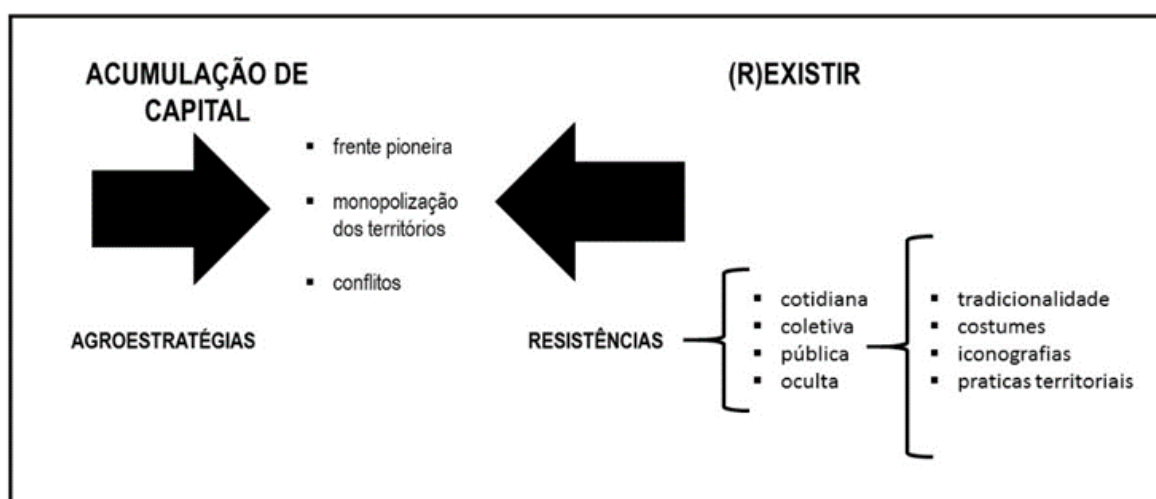 ACUMULAÇÃO DE
CAPITAL
▪ frente pioneira
▪ monopolização
dos territórios
▪ conflitos
AGROESTRATÉGIAS
(R)EXISTIR
RESISTÊNCIAS
▪ cotidiana
▪ coletiva
▪ pública
▪ oculta
▪ tradicionalidade
▪ costumes
▪ iconografias
▪ praticas territoriais